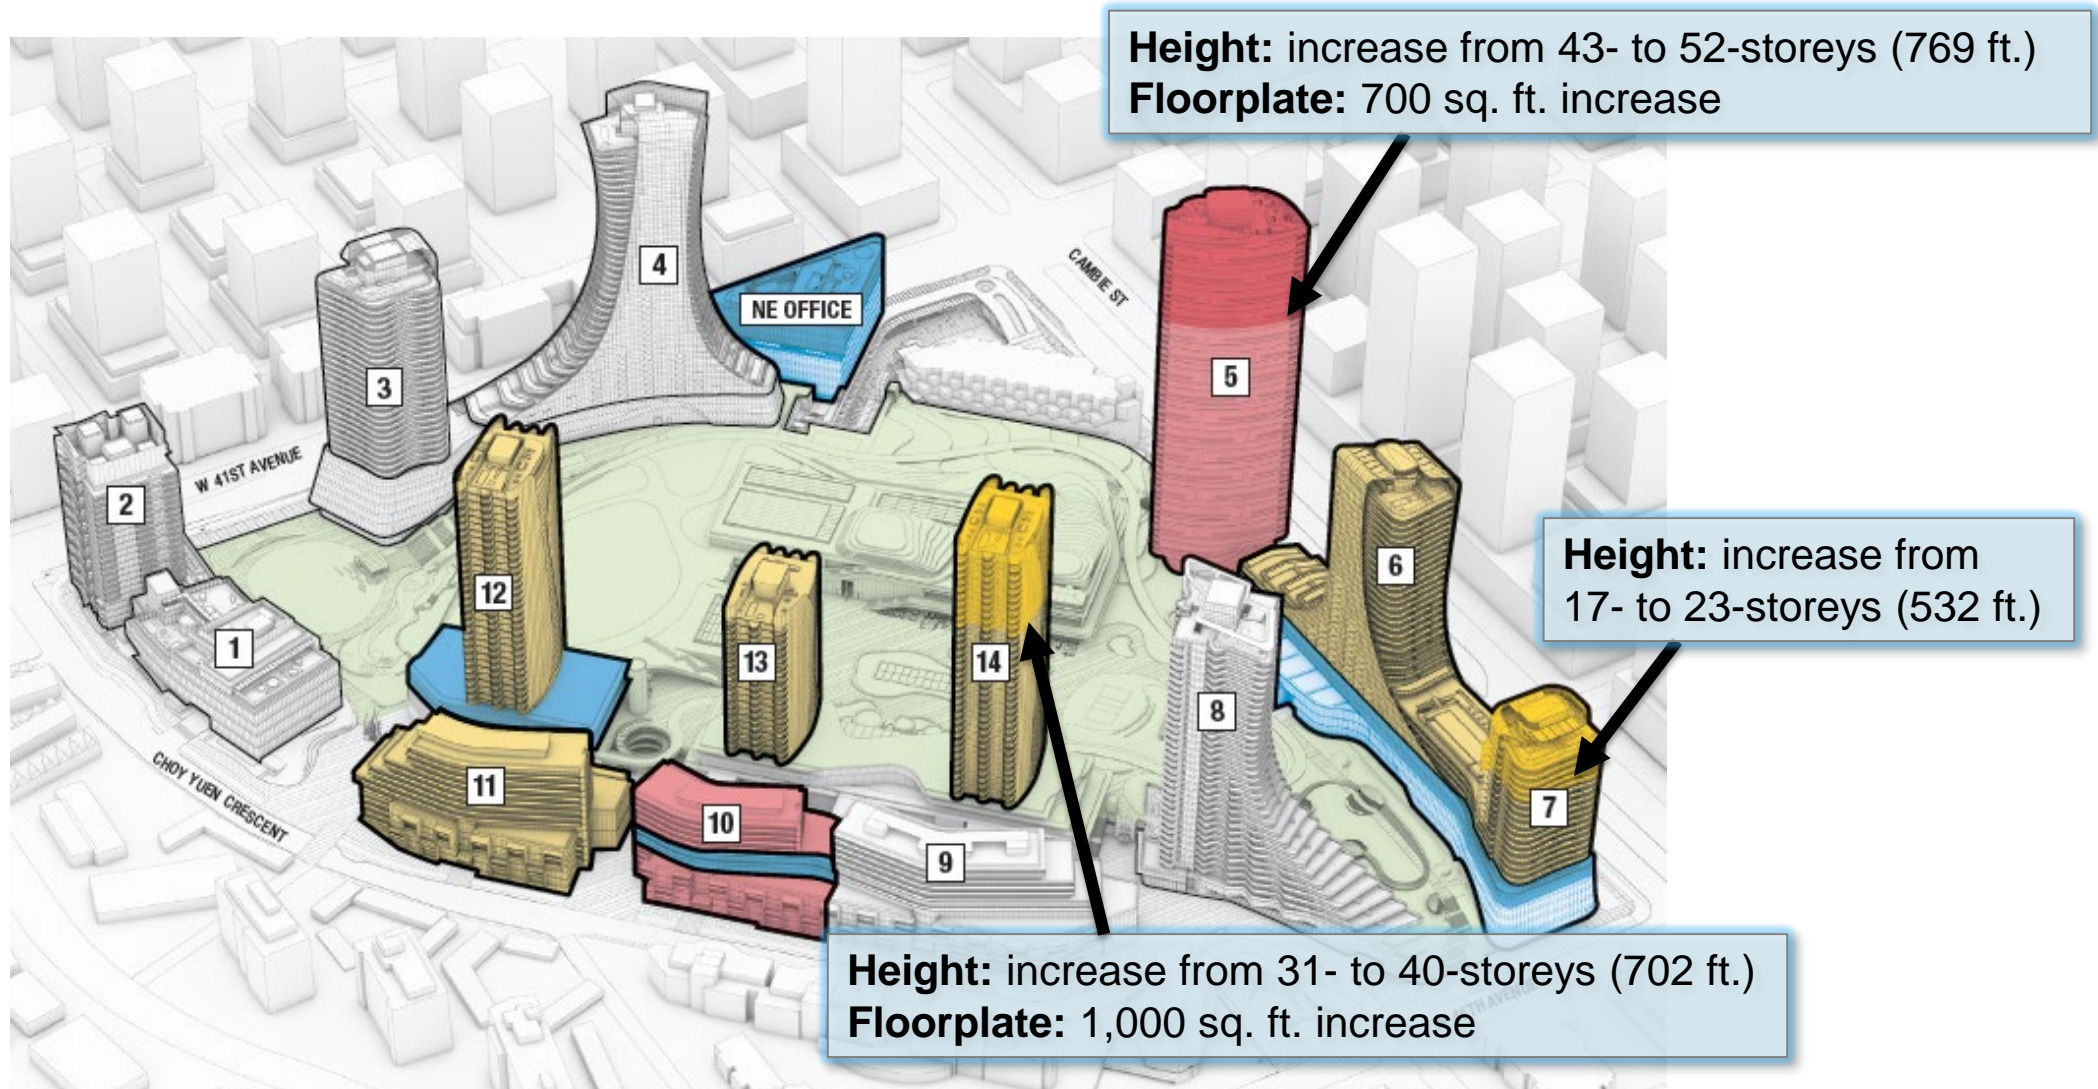 Height: increase from 43- to 52-storeys (769 ft.)
Floorplate: 700 sq. ft. increase
4
NE OFFICE
CAMBIE ST
3
5
W 41ST AVENUE
2
6
Height: increase from
17- to 23-storeys (532 ft.)
12
1
13
14
8
CHOY YUEN CRESCENT
11
10
7
9
Height: increase from 31- to 40-storeys (702 ft.)
Floorplate: 1,000 sq. ft. increase
TH AVENUE